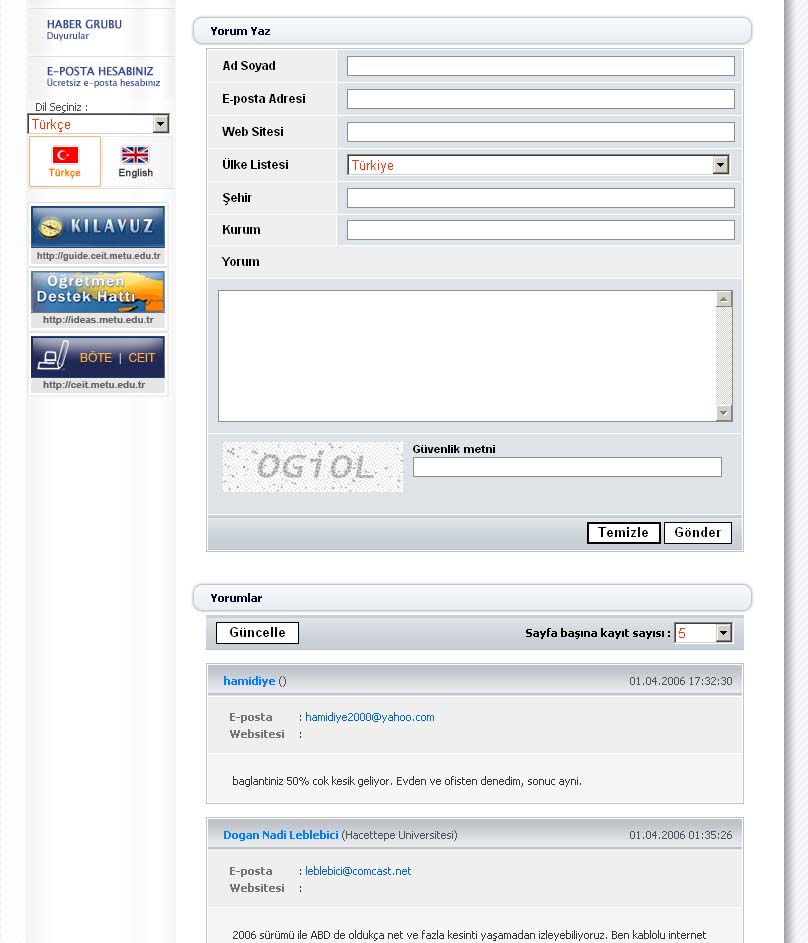 HABER GRUBU
Duyurular
E-POSTA HESABINIZ
Ücretsiz e-posta hesabınız
Dil Seçiniz :
Türkçe
Türkçe English
KILAVUZ
http://guide.ceit.metu.edu.tr
Öğretmen
Destek Hattı
http://ideas.metu.edu.tr
BÖTE | CEIT
http://ceit.metu.edu.tr
Yorum Yaz
Ad Soyad
E-posta Adresi
Web Sitesi
Ülke Listesi Türkiye
Şehir
Kurum
Yorum
OGiOL
Güvenlik metni
Temizle Gönder
Yorumlar
Güncelle Sayfa başına kayıt sayısı : 5
hamidiye () 01.04.2006 17:32:30
E-posta : hamidiye2000@yahoo.com
Websitesi :
baglantiniz 50% cok kesik geliyor. Evden ve ofisten denedim, sonuc ayni.
Dogan Nadi Leblebici (Hacettepe Universitesi) 01.04.2006 01:35:26
E-posta : leblebici@comcast.net
Websitesi :
2006 sürümü ile ABD de oldukça net ve fazla kesinti yaşamadan izleyebiliyoruz. Ben kablolu internet